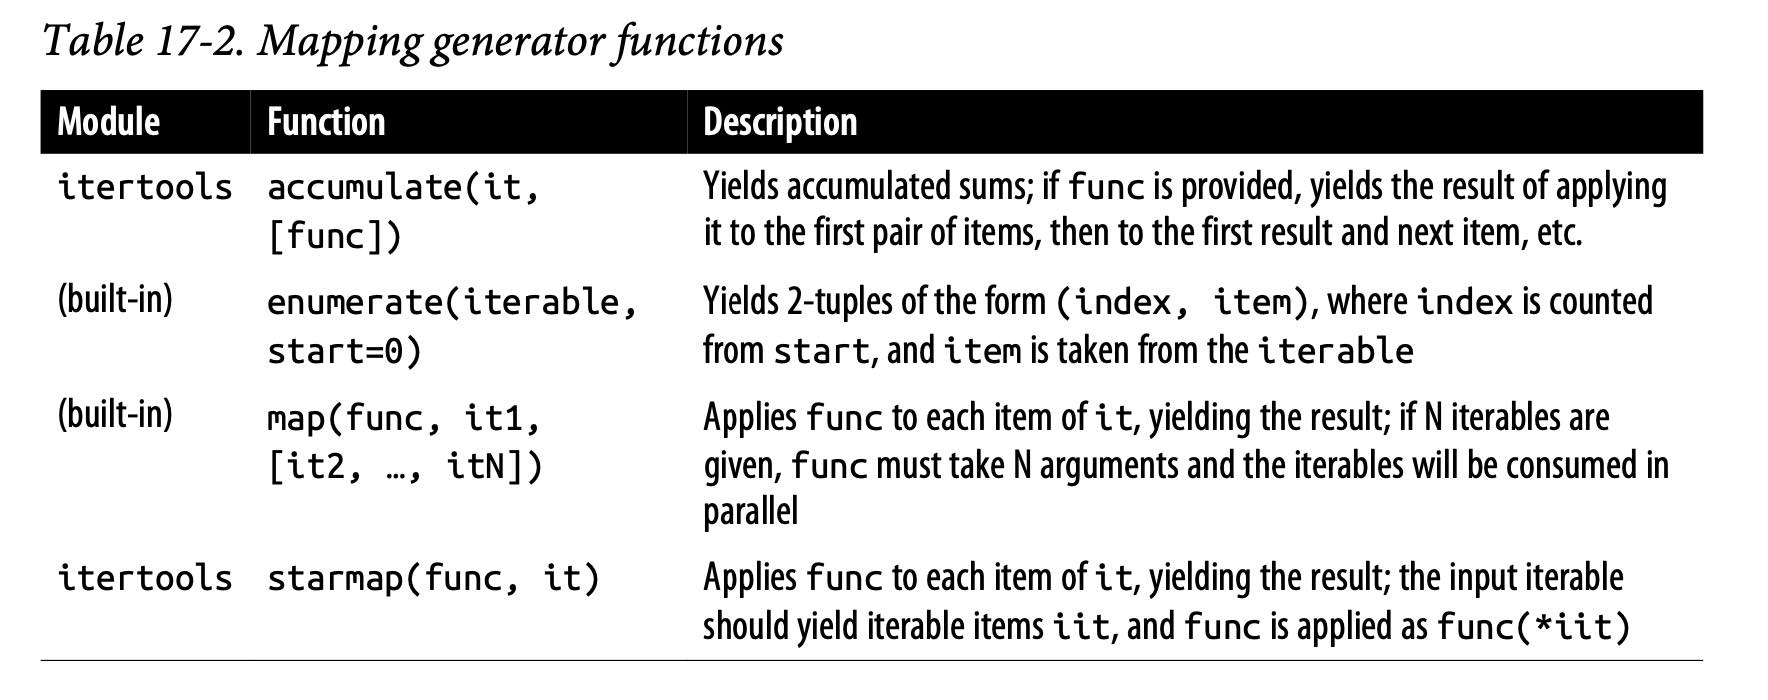 Table 17-2. Mapping generator functions
Module Function Description
itertools accumulate(it, Yields accumulated sums; if func is provided, yields the result of applying
[func]) it to the first pair of items, then to the first result and next item, etc.
(built-in) enumerate(iterable, Yields 2-tuples of the form (index, item), where index is counted
start=0) from start, and item is taken from the iterable
(built-in) map(func, it1, Applies func to each item of it, yielding the result; if N iterables are
[it2, …, itN]) given, func must take N arguments and the iterables will be consumed in
parallel
itertools starmap(func, it) Applies func to each item of it, yielding the result; the input iterable
should yield iterable items iit, and func is applied as func(*iit)